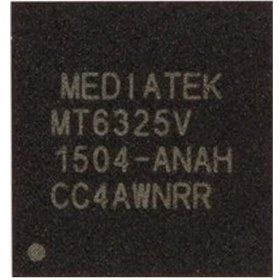 MEDIATEK
MT6325V
1504-ANAH
CC4AWNRR